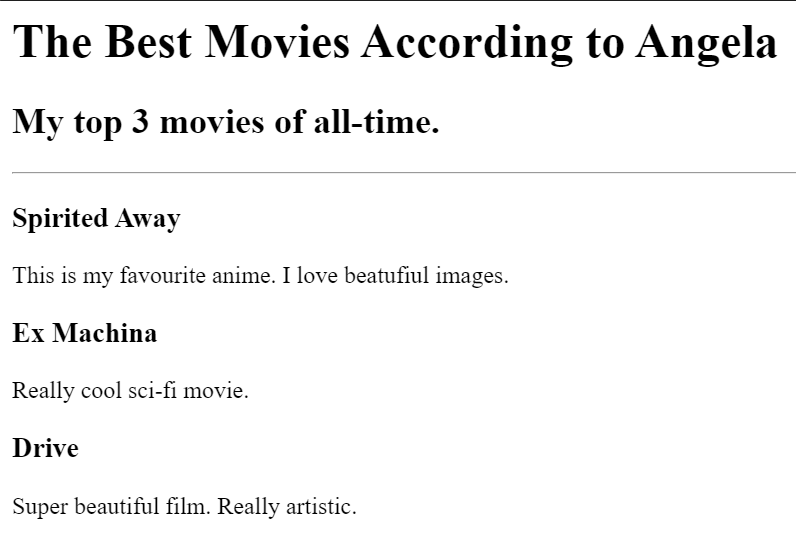 The Best Movies According to Angela
My top 3 movies of all-time.
Spirited Away
This is my favourite anime. I love beatufiul images.
Ex Machina
Really cool sci-fi movie.
Drive
Super beautiful film. Really artistic.